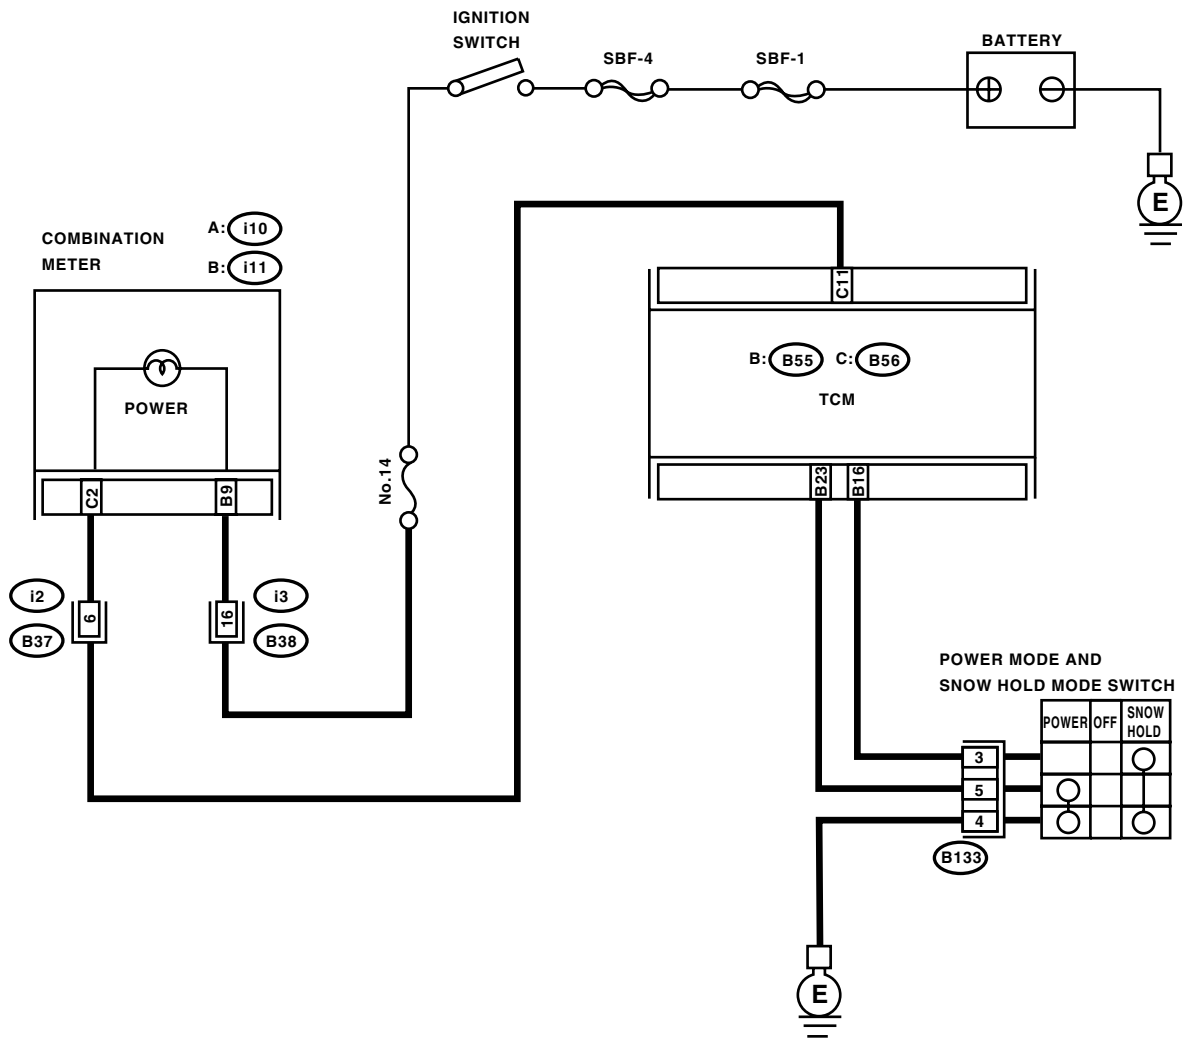 IGNITION
SWITCH
SBF-4
SBF-1
BATTERY
E
COMBINATION
METER
A: i10
B: i11
C11
B: B55 C: B56
TCM
POWER
No.14
C2
B9
B23
B16
i2
6
B37
16
i3
B38
POWER MODE AND
SNOW HOLD MODE SWITCH
POWER OFF SNOW
HOLD
3
5
4
B133
E